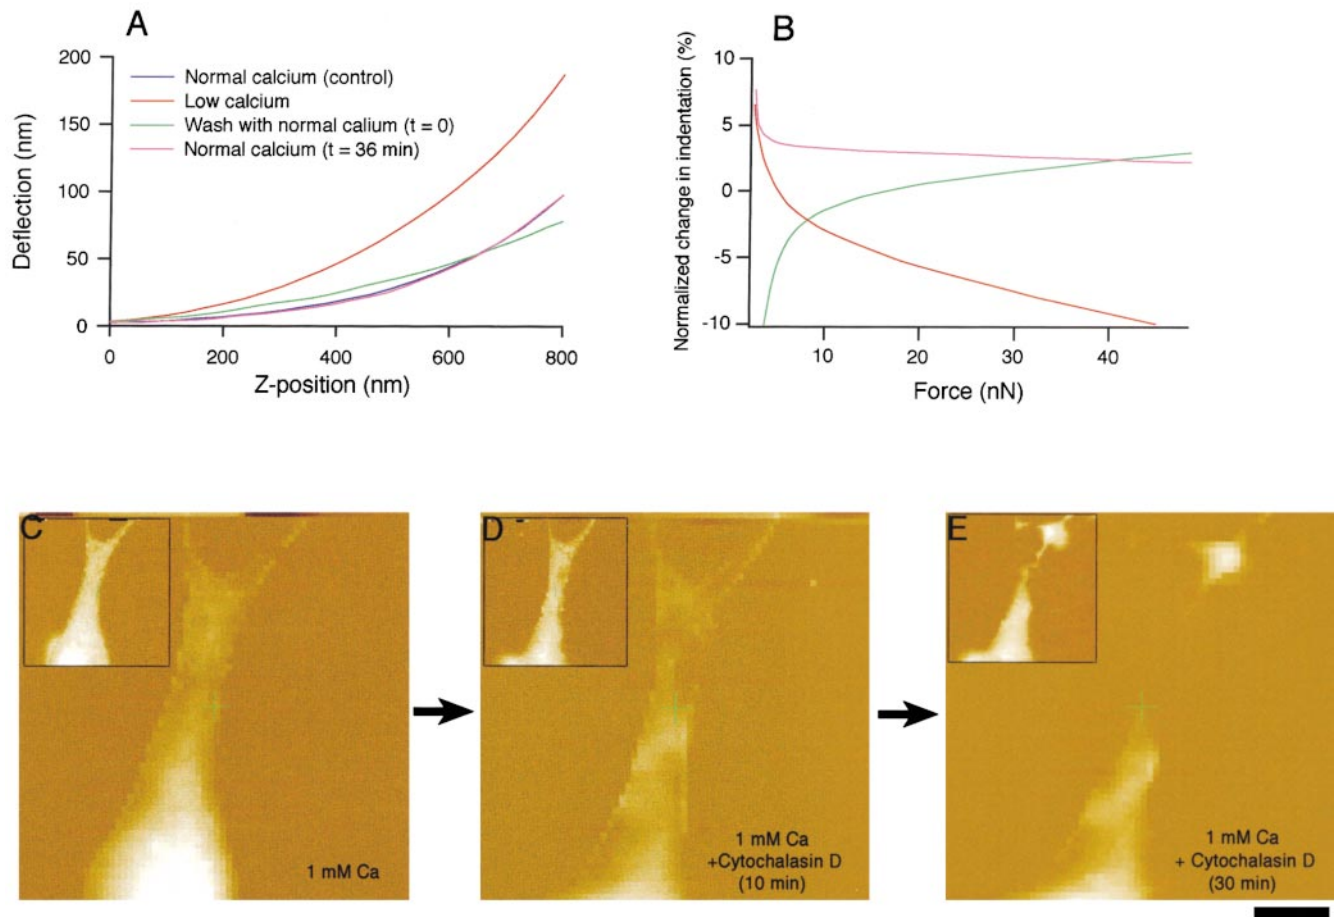 A
200
150
100
50
0
Deflection (nm)
Normal calcium (control)
Low calcium
Wash with normal calium (t = 0)
Normal calcium (t = 36 min)
0
200
400
600
800
Z-position (nm)
B
10
5
0
-5
-10
Normalized change in indentation (%)
10
20
30
40
Force (nN)
C
1 mM Ca
D
1 mM Ca
+Cytochalasin D
(10 min)
E
1 mM Ca
+ Cytochalasin D
(30 min)